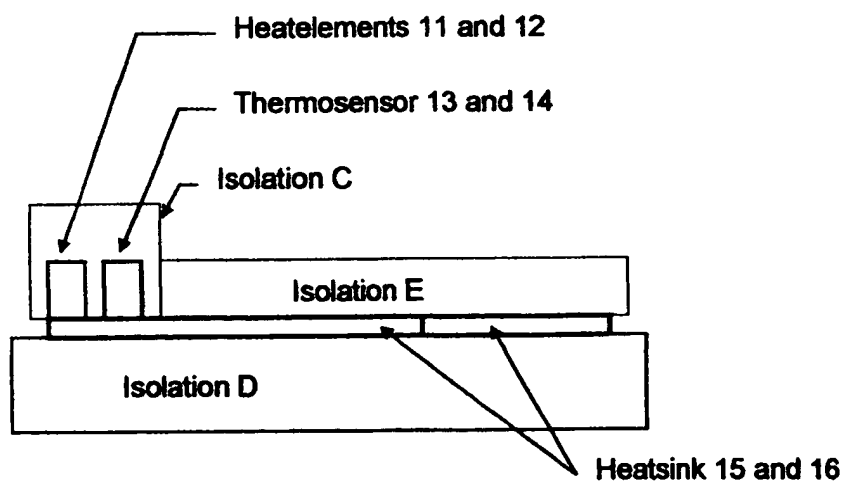 Heatelements 11 and 12
Thermosensor 13 and 14
Isolation C
Isolation E
Isolation D
Heatsink 15 and 16